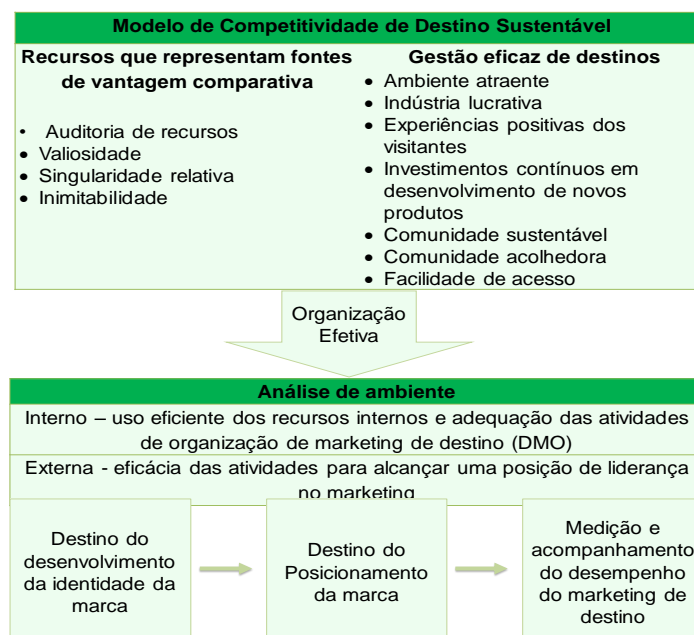 Modelo de Competitividade de Destino Sustentável
Recursos que representam fontes
de vantagem comparativa
• Auditoria de recursos
• Valiosidade
• Singularidade relativa
• Inimitabilidade
Gestão eficaz de destinos
• Ambiente atraente
• Indústria lucrativa
• Experiências positivas dos
visitantes
• Investimentos contínuos em
desenvolvimento de novos
produtos
• Comunidade sustentável
• Comunidade acolhedora
• Facilidade de acesso
Organização
Efetiva
Análise de ambiente
Interno – uso eficiente dos recursos internos e adequação das atividades
de organização de marketing de destino (DMO)
Externa - eficácia das atividades para alcançar uma posição de liderança
no marketing
Destino do
desenvolvimento
da identidade da
marca
Destino do
Posicionamento
da marca
Medição e
acompanhamento
do desempenho
do marketing de
destino